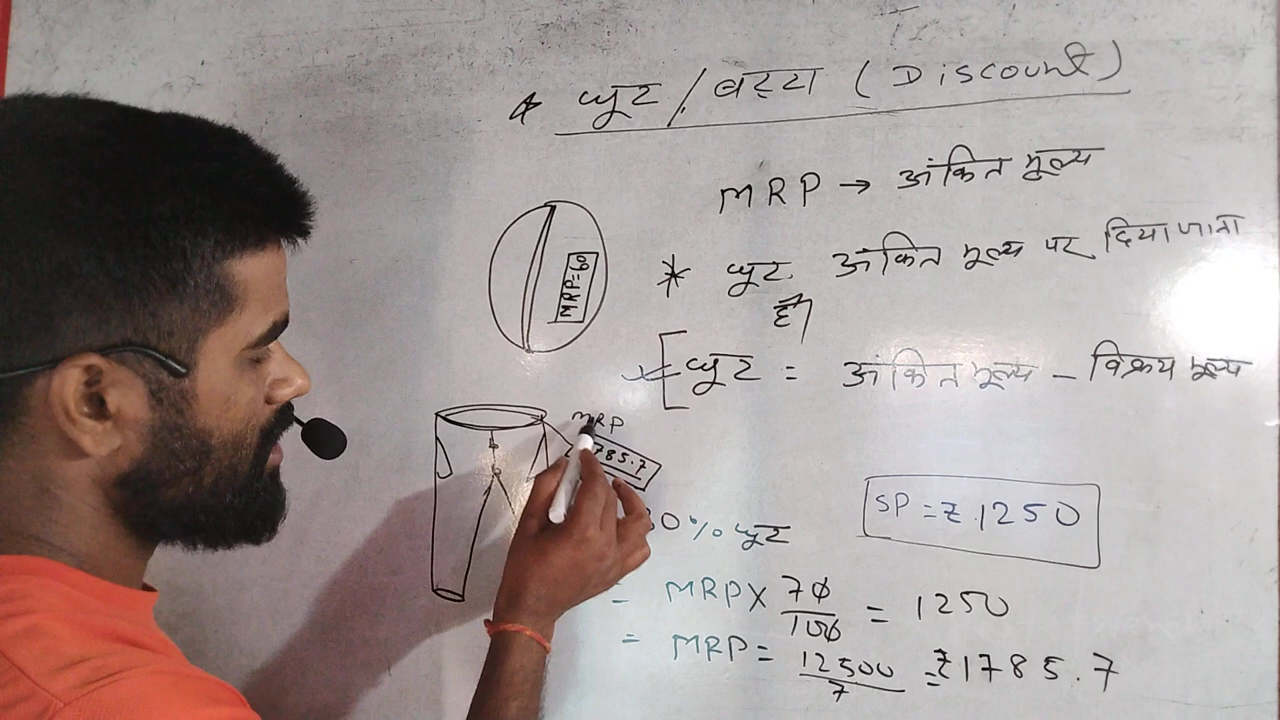 * छूट / बट्टा (Discount)
MRP → अंकित मूल्य
MRP=60
* छूट अंकित मूल्य पर दिया जाता
है।
छूट = अंकित मूल्य - विक्रय मूल्य
MRP
785.7
0% छूट
SP = ₹.1250
= MRP X 70/100 = 1250
= MRP = 12500/7 = ₹1785.7